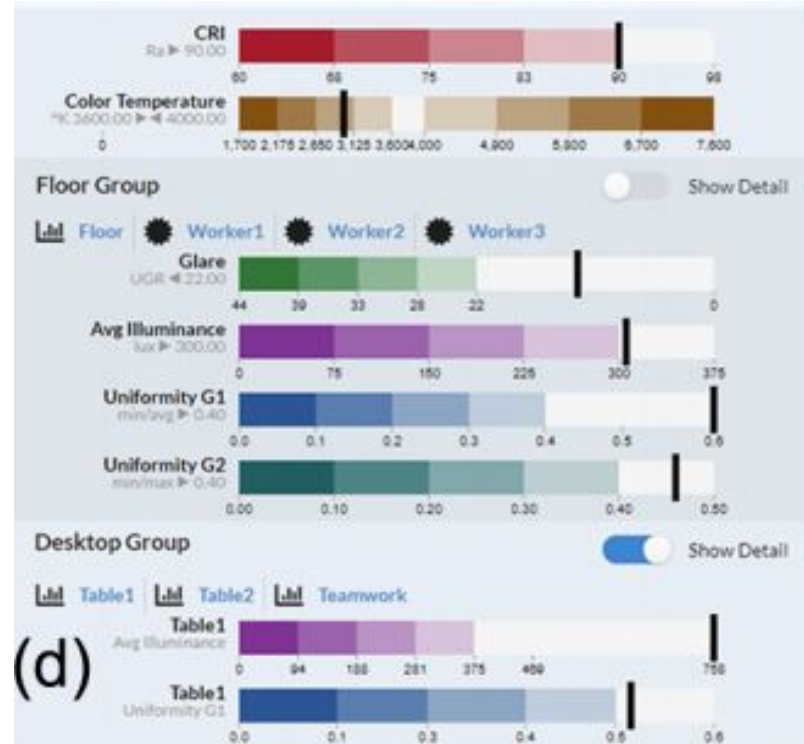 CRI
Ra ▶ 90.00
60 68 75 83 90 98
Color Temperature
°K 3600.00 ▶ ◀ 4000.00
0
1,700 2,175 2,650 3,125 3,600 4,000 4,900 5,800 6,700 7,600
Floor Group
Show Detail
Floor Worker1 Worker2 Worker3
Glare
UGR ◀ 22.00
44 39 33 28 22 0
Avg Illuminance
lux ▶ 300.00
0 75 150 225 300 375
Uniformity G1
min/avg ▶ 0.40
0.0 0.1 0.2 0.3 0.4 0.5 0.6
Uniformity G2
min/max ▶ 0.40
0.00 0.10 0.20 0.30 0.40 0.50
Desktop Group
Show Detail
Table1 Table2 Teamwork
Table1
Avg Illuminance
0 94 188 281 375 469 758
(d)
Table1
Uniformity G1
0.0 0.1 0.3 0.4 0.5 0.6